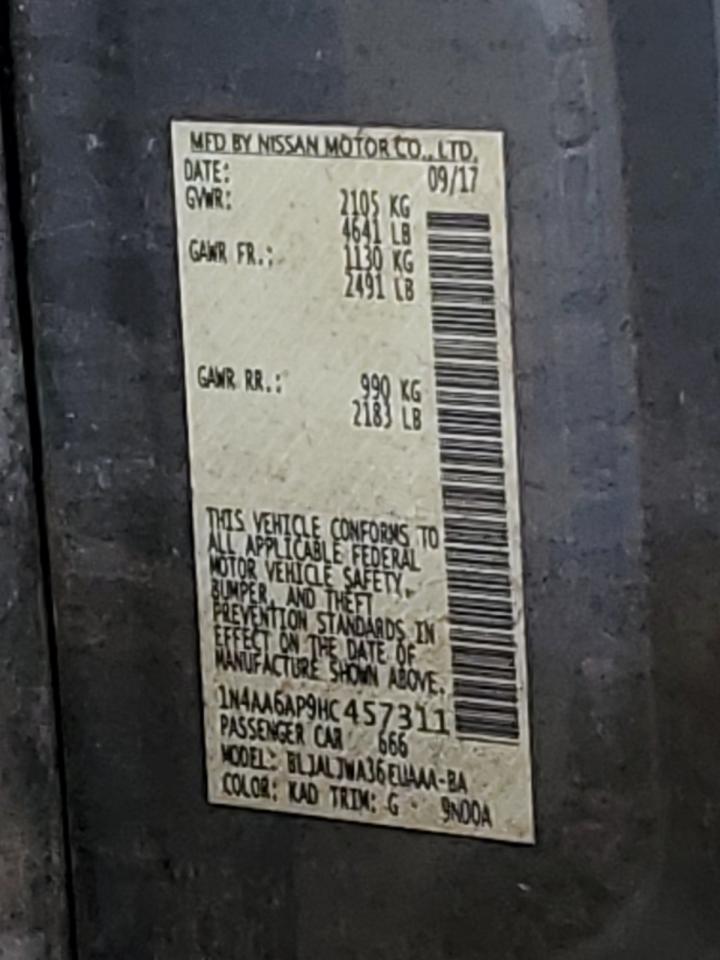 MFD BY NISSAN MOTOR CO., LTD.
DATE: 09/17
GVWR: 2105 KG
4641 LB
GAWR FR.: 1130 KG
2491 LB
GAWR RR.: 990 KG
2183 LB
THIS VEHICLE CONFORMS TO
ALL APPLICABLE FEDERAL
MOTOR VEHICLE SAFETY,
BUMPER, AND THEFT
PREVENTION STANDARDS IN
EFFECT ON THE DATE OF
MANUFACTURE SHOWN ABOVE.
1N4AA6AP9HC457311
PASSENGER CAR 666
MODEL: BLJALJWA36EUAAA-BA
COLOR: KAD TRIM: G - 9N00A